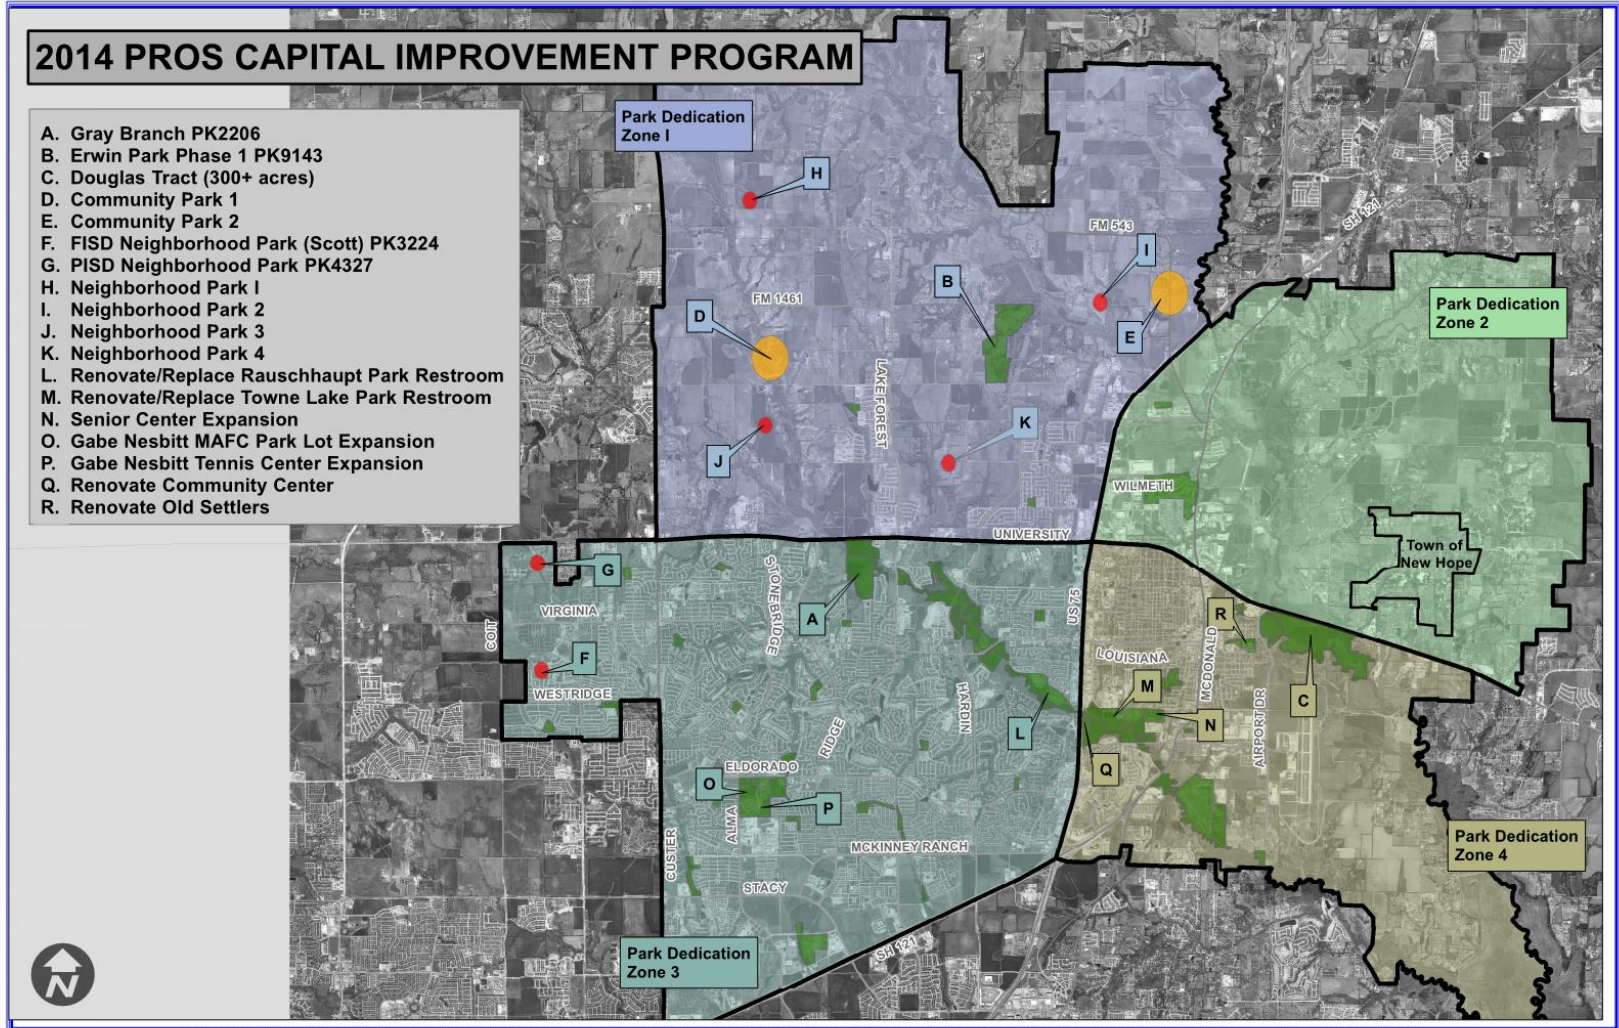 2014 PROS CAPITAL IMPROVEMENT PROGRAM
A. Gray Branch PK2206
B. Erwin Park Phase 1 PK9143
C. Douglas Tract (300+ acres)
D. Community Park 1
E. Community Park 2
F. FISD Neighborhood Park (Scott) PK3224
G. PISD Neighborhood Park PK4327
H. Neighborhood Park I
I. Neighborhood Park 2
J. Neighborhood Park 3
K. Neighborhood Park 4
L. Renovate/Replace Rauschhaupt Park Restroom
M. Renovate/Replace Towne Lake Park Restroom
N. Senior Center Expansion
O. Gabe Nesbitt MAFC Park Lot Expansion
P. Gabe Nesbitt Tennis Center Expansion
Q. Renovate Community Center
R. Renovate Old Settlers
Park Dedication
Zone I
H
SH 121
FM 543
I
B
FM 1461
D
E
Park Dedication
Zone 2
LAKE FOREST
K
J
WILMETH
UNIVERSITY
Town of
New Hope
G
STONEBRIDGE
VIRGINIA
COIT
A
US 75
R
F
WESTRIDGE
LOUISIANA
MCDONALD
M
HARDIN
C
L
N
RIDGE
AIRPORT DR
ELDORADO
Q
O
P
ALMA
CUSTER
MCKINNEY RANCH
Park Dedication
Zone 4
STACY
SH 121
Park Dedication
Zone 3
N